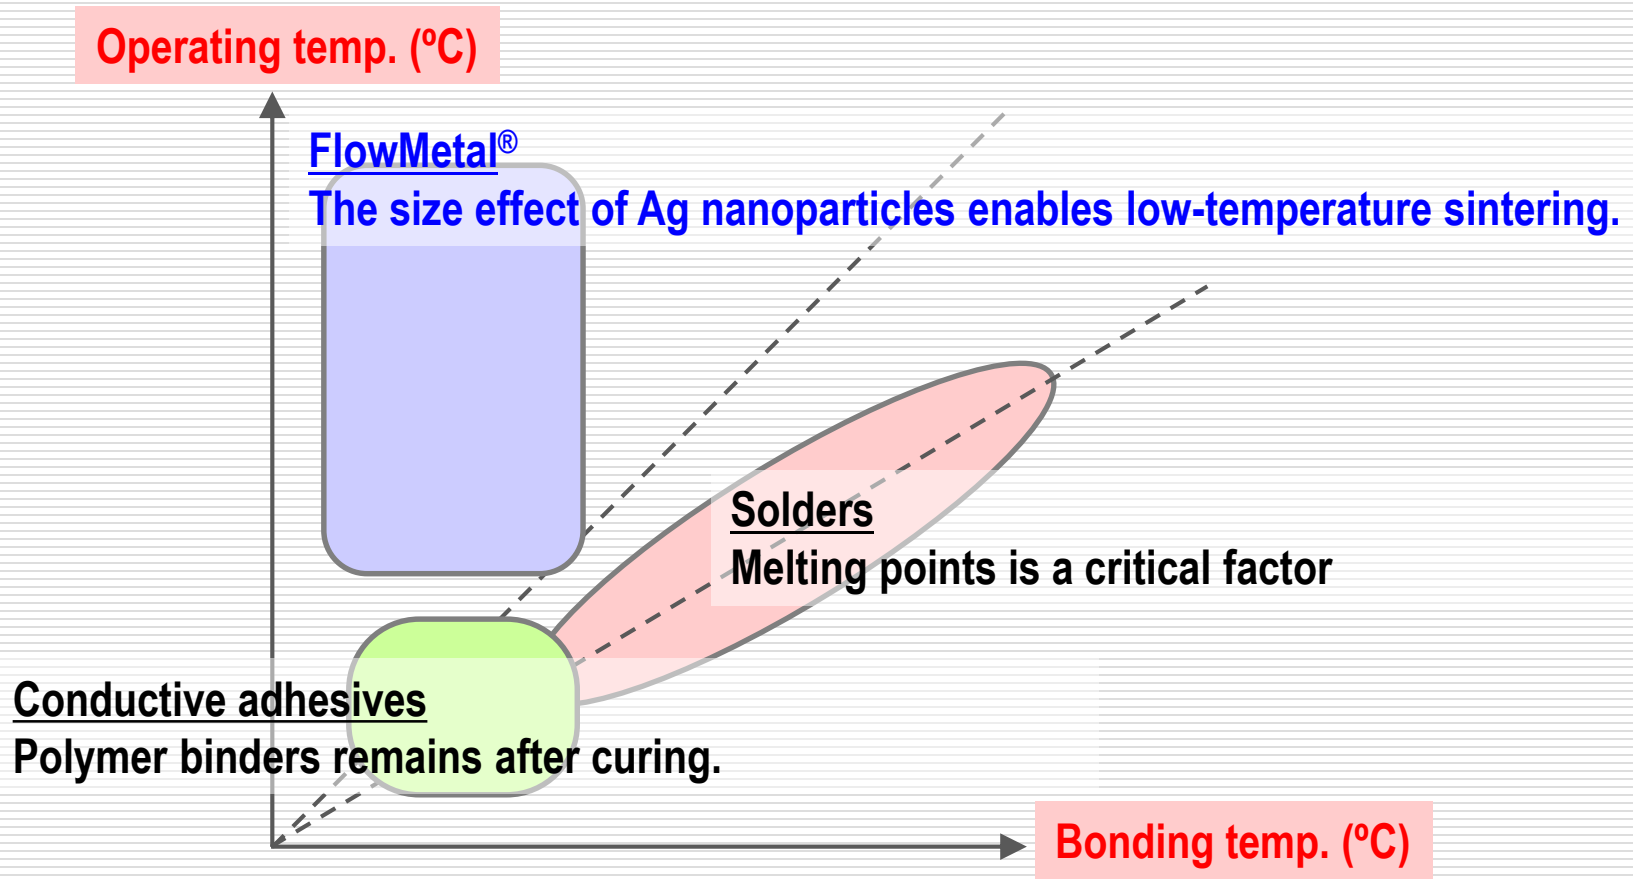 Operating temp. (ºC)
FlowMetal®
The size effect of Ag nanoparticles enables low-temperature sintering.
Solders
Melting points is a critical factor
Conductive adhesives
Polymer binders remains after curing.
Bonding temp. (ºC)